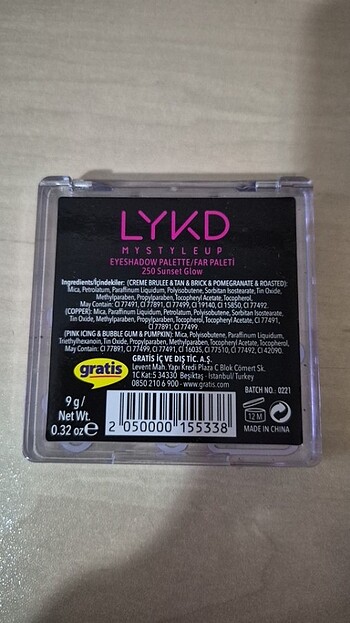 LYKD
MYSTYLEUP
EYESHADOW PALETTE/FAR PALETİ
250 Sunset Glow
Ingredients/İçindekiler: (CREME BRULEE & TAN & BRICK & POMEGRANATE & ROASTED):
Mica, Petrolatum, Paraffinum Liquidum, Polyisobutene, Sorbitan Isostearate, Tin Oxide,
Methylparaben, Propylparaben, Tocopheryl Acetate, Tocopherol,
May Contain: CI 77491, CI 77891, CI 77499, CI 19140, CI 15850, CI 77492.
(COPPER): Mica, Paraffinum Liquidum, Petrolatum, Polyisobutene, Sorbitan Isostearate,
Tin Oxide, Methylparaben, Propylparaben, Tocopherol, Tocopheryl Acetate, CI 77491,
CI 77891, CI 77499.
(PINK ICING & BUBBLE GUM & PUMPKIN): Mica, Polyisobutene, Paraffinum Liquidum,
Triethylhexanoin, Tin Oxide, Methylparaben, Propylparaben, Tocopheryl Acetate, Tocopherol,
May Contain: CI 77891, CI 77499, CI 77491, CI 16035, CI 77510, CI 77492, CI 42090.
GRATİS İÇ VE DIŞ TİC. A.Ş.
Levent Mah. Yapı Kredi Plaza C Blok Cömert Sk.
1C Kat:5 34330 Beşiktaş - İstanbul/ Turkey
0850 210 6 900 - www.gratis.com
gratis
BATCH NO.: 0221
9 g/
Net Wt.
0.32 oz e
2 050000 155338
12 M
MADE IN CHINA